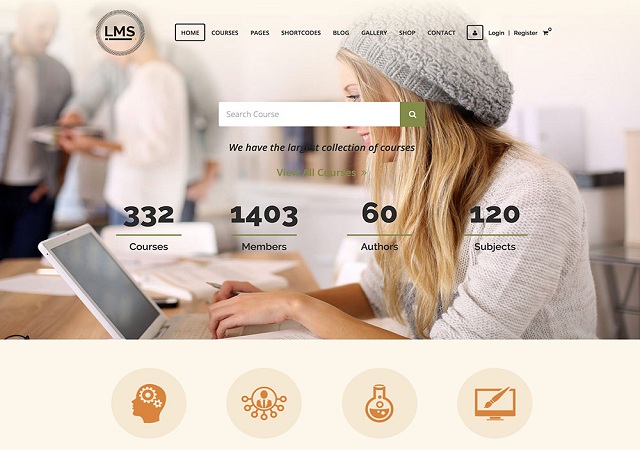 LMS
HOME COURSES PAGES SHORTCODES BLOG GALLERY SHOP CONTACT Login | Register 0
Search Course
We have the largest collection of courses
View All Courses »
332 1403 60 120
Courses Members Authors Subjects